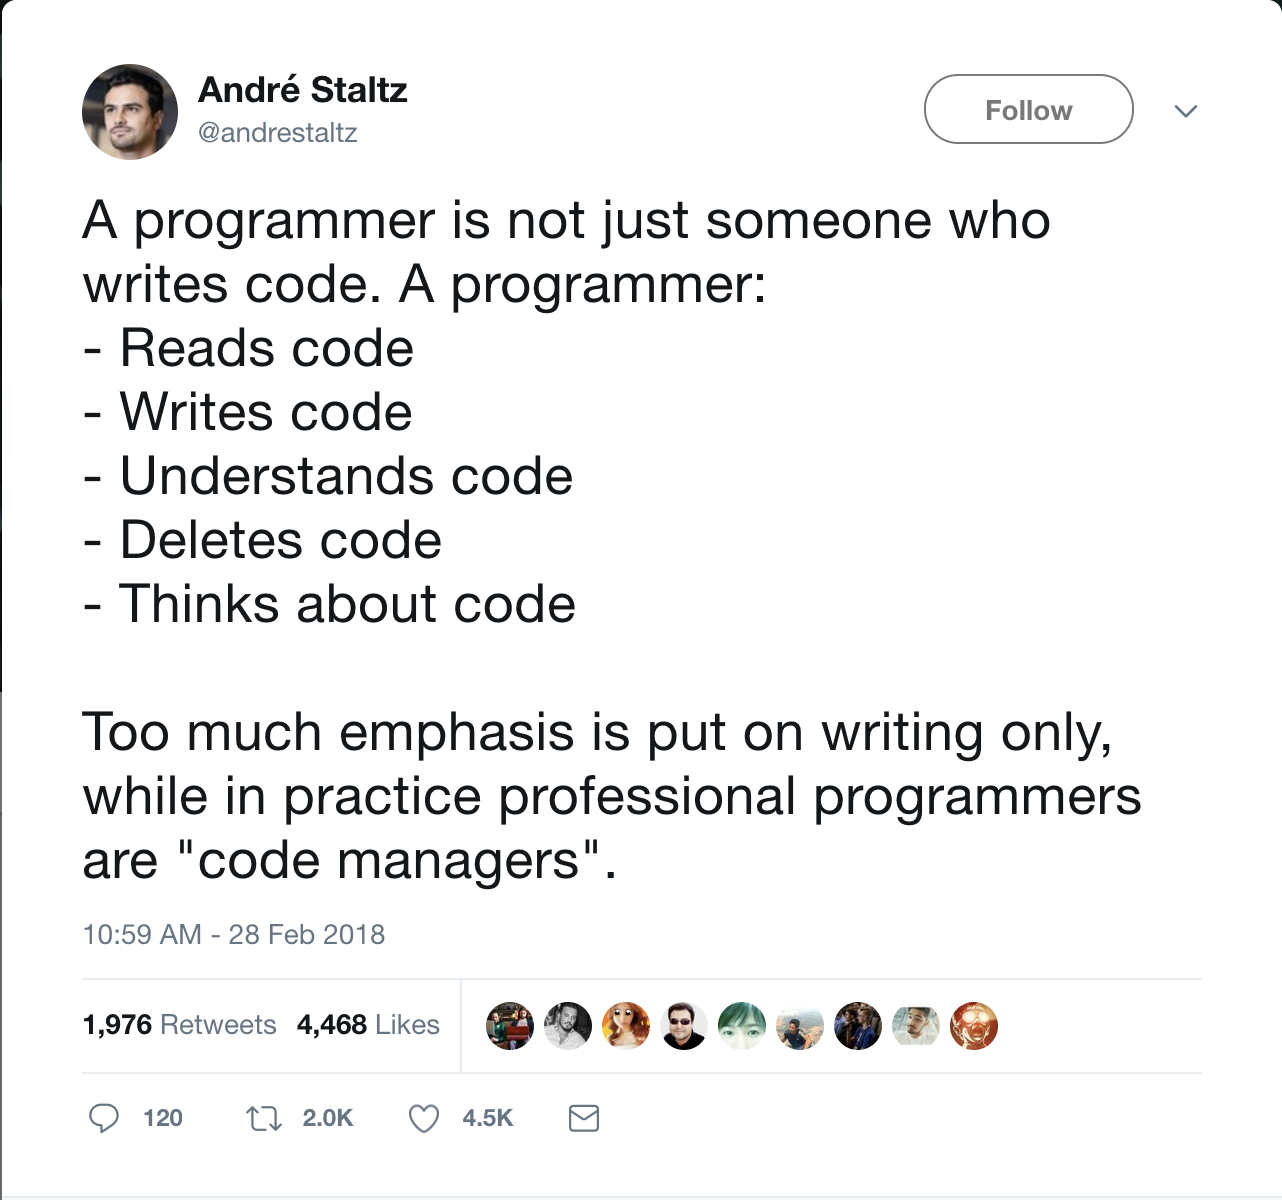 André Staltz
@andrestaltz
Follow
A programmer is not just someone who
writes code. A programmer:
- Reads code
- Writes code
- Understands code
- Deletes code
- Thinks about code
Too much emphasis is put on writing only,
while in practice professional programmers
are "code managers".
10:59 AM - 28 Feb 2018
1,976 Retweets 4,468 Likes
120 2.0K 4.5K